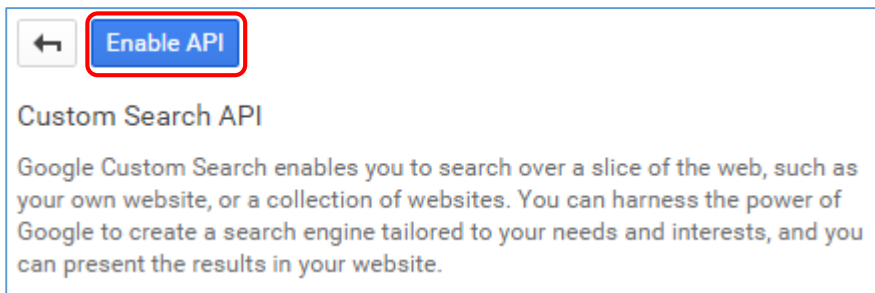 Enable API
Custom Search API
Google Custom Search enables you to search over a slice of the web, such as
your own website, or a collection of websites. You can harness the power of
Google to create a search engine tailored to your needs and interests, and you
can present the results in your website.